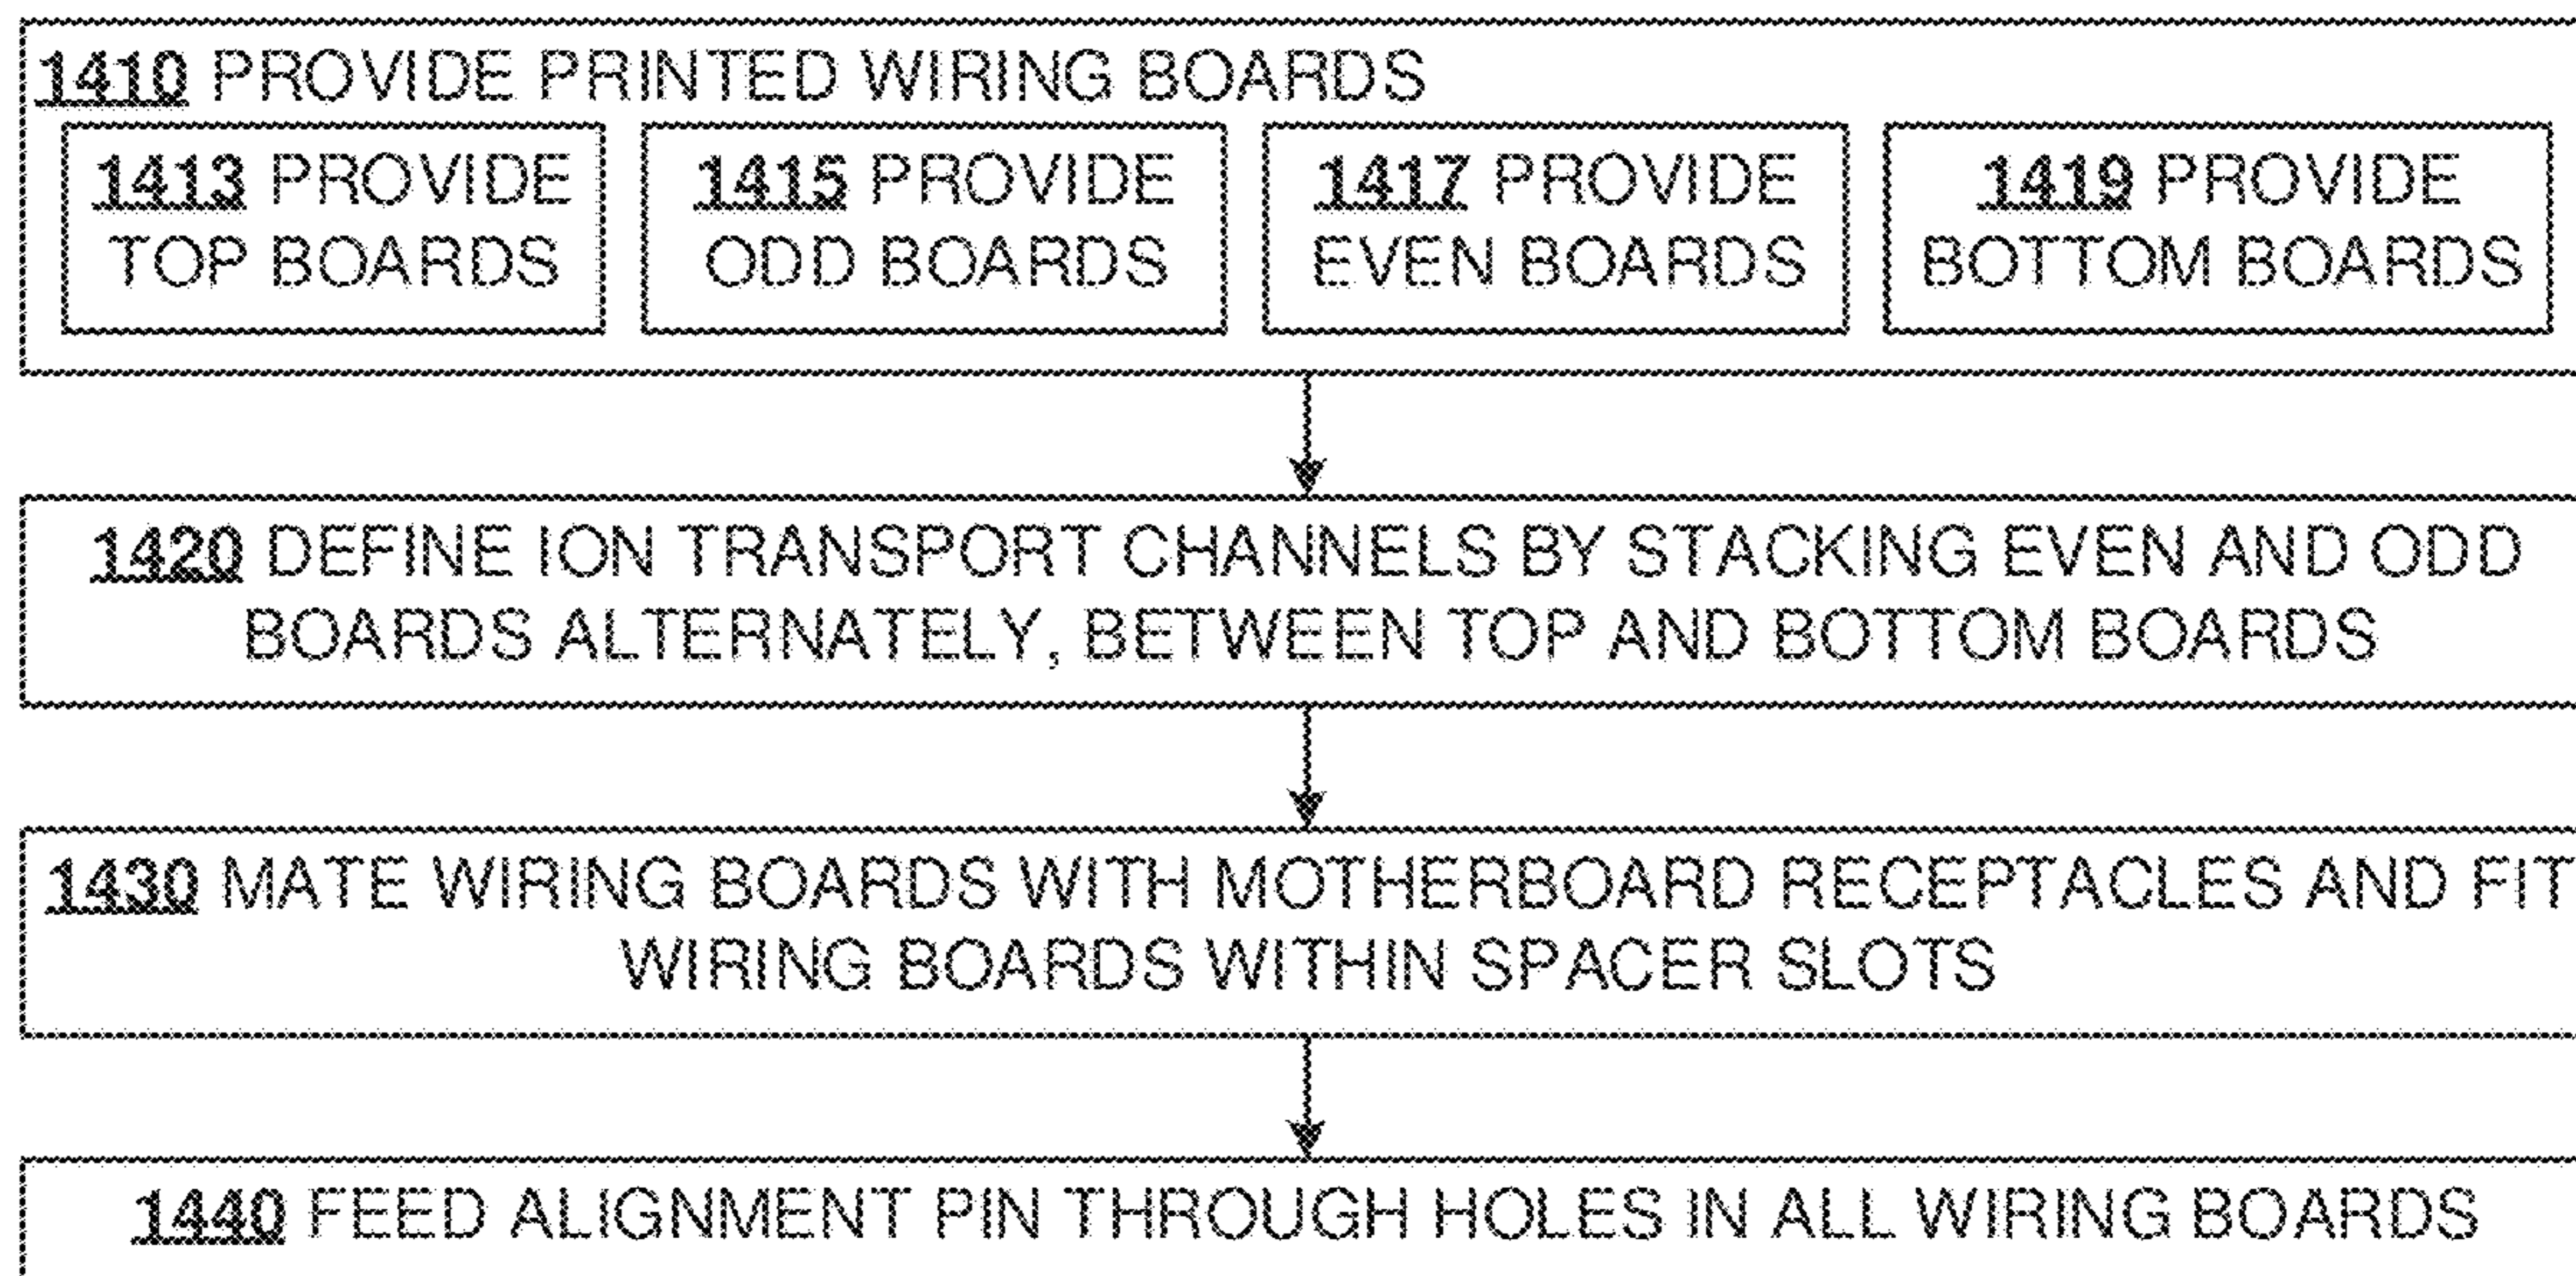 1410 PROVIDE PRINTED WIRING BOARDS
1413 PROVIDE
TOP BOARDS
1415 PROVIDE
ODD BOARDS
1417 PROVIDE
EVEN BOARDS
1419 PROVIDE
BOTTOM BOARDS
1420 DEFINE ION TRANSPORT CHANNELS BY STACKING EVEN AND ODD
BOARDS ALTERNATELY, BETWEEN TOP AND BOTTOM BOARDS
1430 MATE WIRING BOARDS WITH MOTHERBOARD RECEPTACLES AND FIT
WIRING BOARDS WITHIN SPACER SLOTS
1440 FEED ALIGNMENT PIN THROUGH HOLES IN ALL WIRING BOARDS